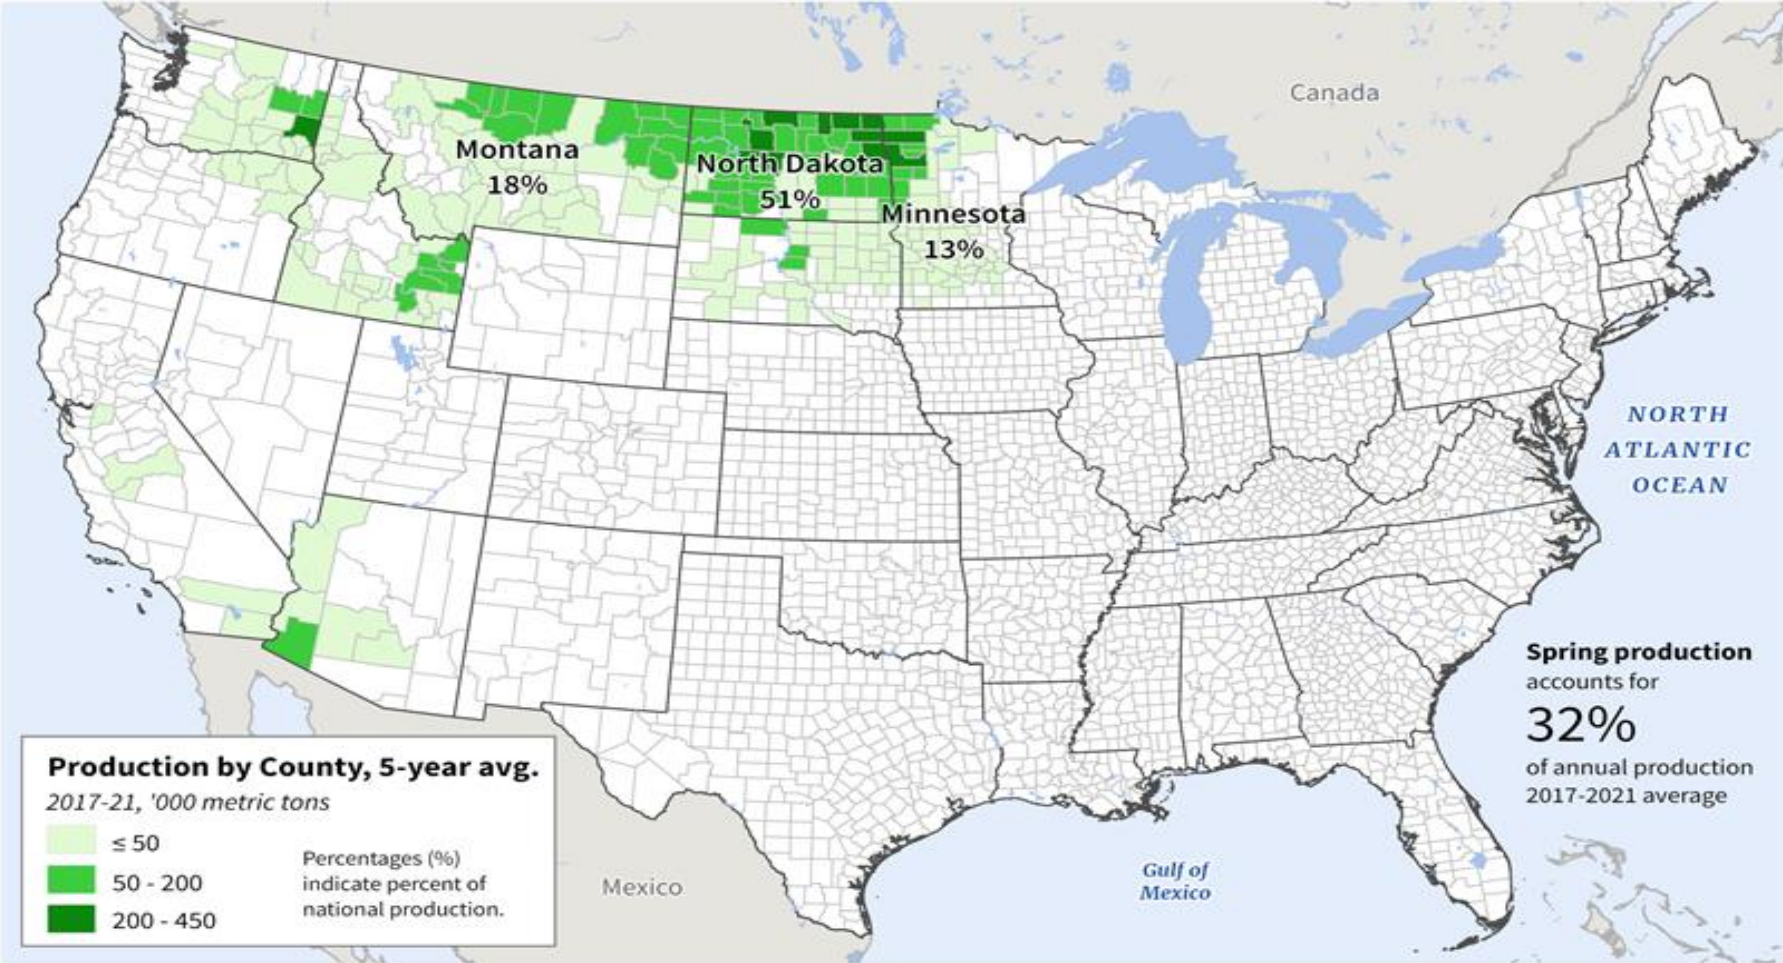 Canada
Montana
18%
North Dakota
51%
Minnesota
13%
NORTH
ATLANTIC
OCEAN
Spring production
accounts for
32%
of annual production
2017-2021 average
Production by County, 5-year avg.
2017-21, '000 metric tons
≤ 50
50 - 200
200 - 450
Percentages (%)
indicate percent of
national production.
Mexico
Gulf of
Mexico